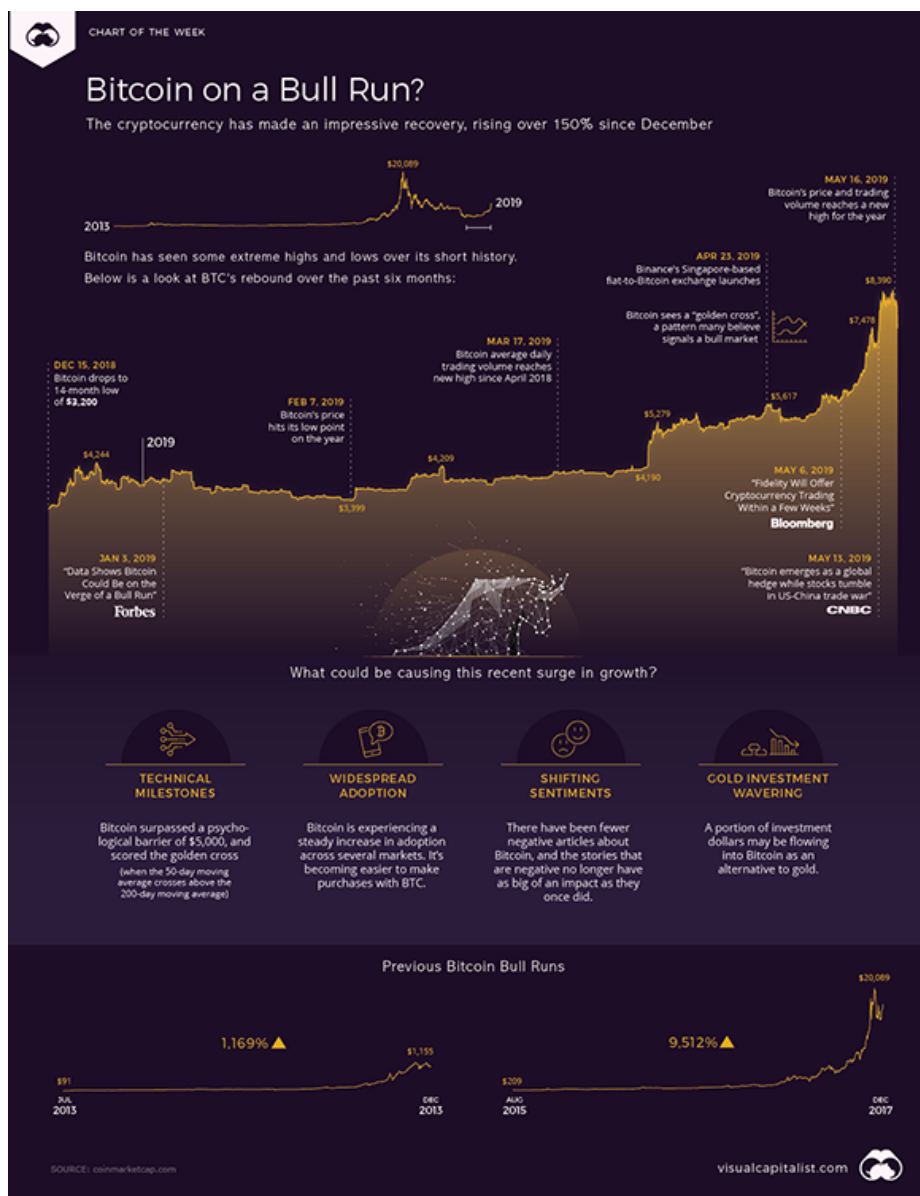 CHART OF THE WEEK
Bitcoin on a Bull Run?
The cryptocurrency has made an impressive recovery, rising over 150% since December
$20,089
2019
2013
Bitcoin has seen some extreme highs and lows over its short history.
Below is a look at BTC's rebound over the past six months:
MAY 16, 2019
Bitcoin's price and trading
volume reaches a new
high for the year
APR 23, 2019
Binance's Singapore-based
fiat-to-Bitcoin exchange launches
Bitcoin sees a "golden cross",
a pattern many believe
signals a bull market
$8,390
$7,478
MAR 17, 2019
Bitcoin average daily
trading volume reaches
new high since April 2018
DEC 15, 2018
Bitcoin drops to
14-month low
of $3,200
FEB 7, 2019
Bitcoin's price
hits its low point
on the year
2019
$4,244
$3,399
$4,209
$5,279
$4,190
$5,617
MAY 6, 2019
"Fidelity Will Offer
Cryptocurrency Trading
Within a Few Weeks"
Bloomberg
JAN 3, 2019
"Data Shows Bitcoin
Could Be on the
Verge of a Bull Run"
Forbes
MAY 13, 2019
"Bitcoin emerges as a global
hedge while stocks tumble
in US-China trade war"
CNBC
What could be causing this recent surge in growth?
TECHNICAL
MILESTONES
Bitcoin surpassed a psycho-
logical barrier of $5,000, and
scored the golden cross
(when the 50-day moving
average crosses above the
200-day moving average)
WIDESPREAD
ADOPTION
Bitcoin is experiencing a
steady increase in adoption
across several markets. It's
becoming easier to make
purchases with BTC.
SHIFTING
SENTIMENTS
There have been fewer
negative articles about
Bitcoin, and the stories that
are negative no longer have
as big of an impact as they
once did.
GOLD INVESTMENT
WAVERING
A portion of investment
dollars may be flowing
into Bitcoin as an
alternative to gold.
Previous Bitcoin Bull Runs
1,169%
$1,155
$91
JUL
2013
DEC
2013
$20,089
9,512%
$209
AUG
2015
DEC
2017
SOURCE: coinmarketcap.com
visualcapitalist.com